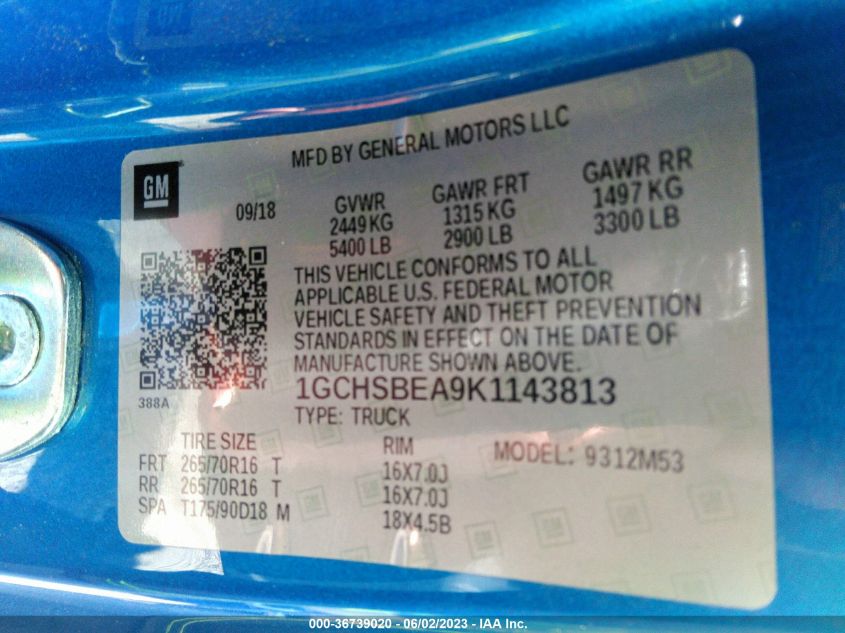 MFD BY GENERAL MOTORS LLC
GM
09/18
GVWR GAWR FRT GAWR RR
2449 KG 1315 KG 1497 KG
5400 LB 2900 LB 3300 LB
THIS VEHICLE CONFORMS TO ALL
APPLICABLE U.S. FEDERAL MOTOR
VEHICLE SAFETY AND THEFT PREVENTION
STANDARDS IN EFFECT ON THE DATE OF
MANUFACTURE SHOWN ABOVE.
388A
1GCHSBEA9K1143813
TYPE: TRUCK
TIRE SIZE RIM MODEL: 9312M53
FRT 265/70R16 T 16X7.0J
RR 265/70R16 T 16X7.0J
SPA T175/90D18 M 18X4.5B
000-36739020 - 06/02/2023 - IAA Inc.